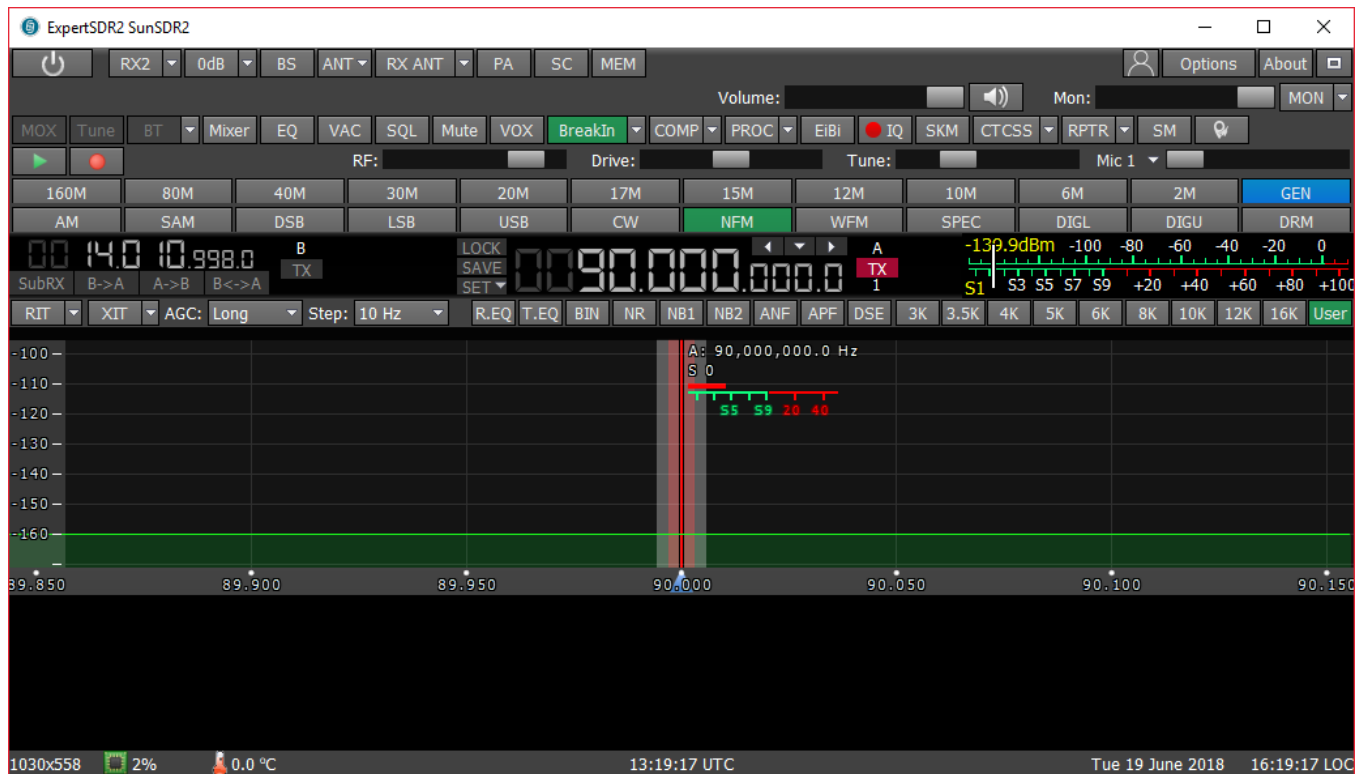 ExpertSDR2 SunSDR2
RX2 0dB BS ANT RX ANT PA SC MEM Options About
Volume: Mon: MON
MOX Tune BT Mixer EQ VAC SQL Mute VOX BreakIn COMP PROC EiBi IQ SKM CTCSS RPTR SM
RF: Drive: Tune: Mic 1
160M 80M 40M 30M 20M 17M 15M 12M 10M 6M 2M GEN
AM SAM DSB LSB USB CW NFM WFM SPEC DIGL DIGU DRM
14.010.998.0 B LOCK 90.000.000.0 A -139.9dBm -100 -80 -60 -40 -20 0
TX SAVE TX
SubRX B->A A->B B<->A SET 1 S1 S3 S5 S7 S9 +20 +40 +60 +80 +100
RIT XIT AGC: Long Step: 10 Hz R.EQ T.EQ BIN NR NB1 NB2 ANF APF DSE 3K 3.5K 4K 5K 6K 8K 10K 12K 16K User
-100 A: 90,000,000.0 Hz
S 0
-110
-120 S5 S9 20 40
-130
-140
-150
-160
89.850 89.900 89.950 90.000 90.050 90.100 90.150
1030x558 2% 0.0 °C 13:19:17 UTC Tue 19 June 2018 16:19:17 LOC